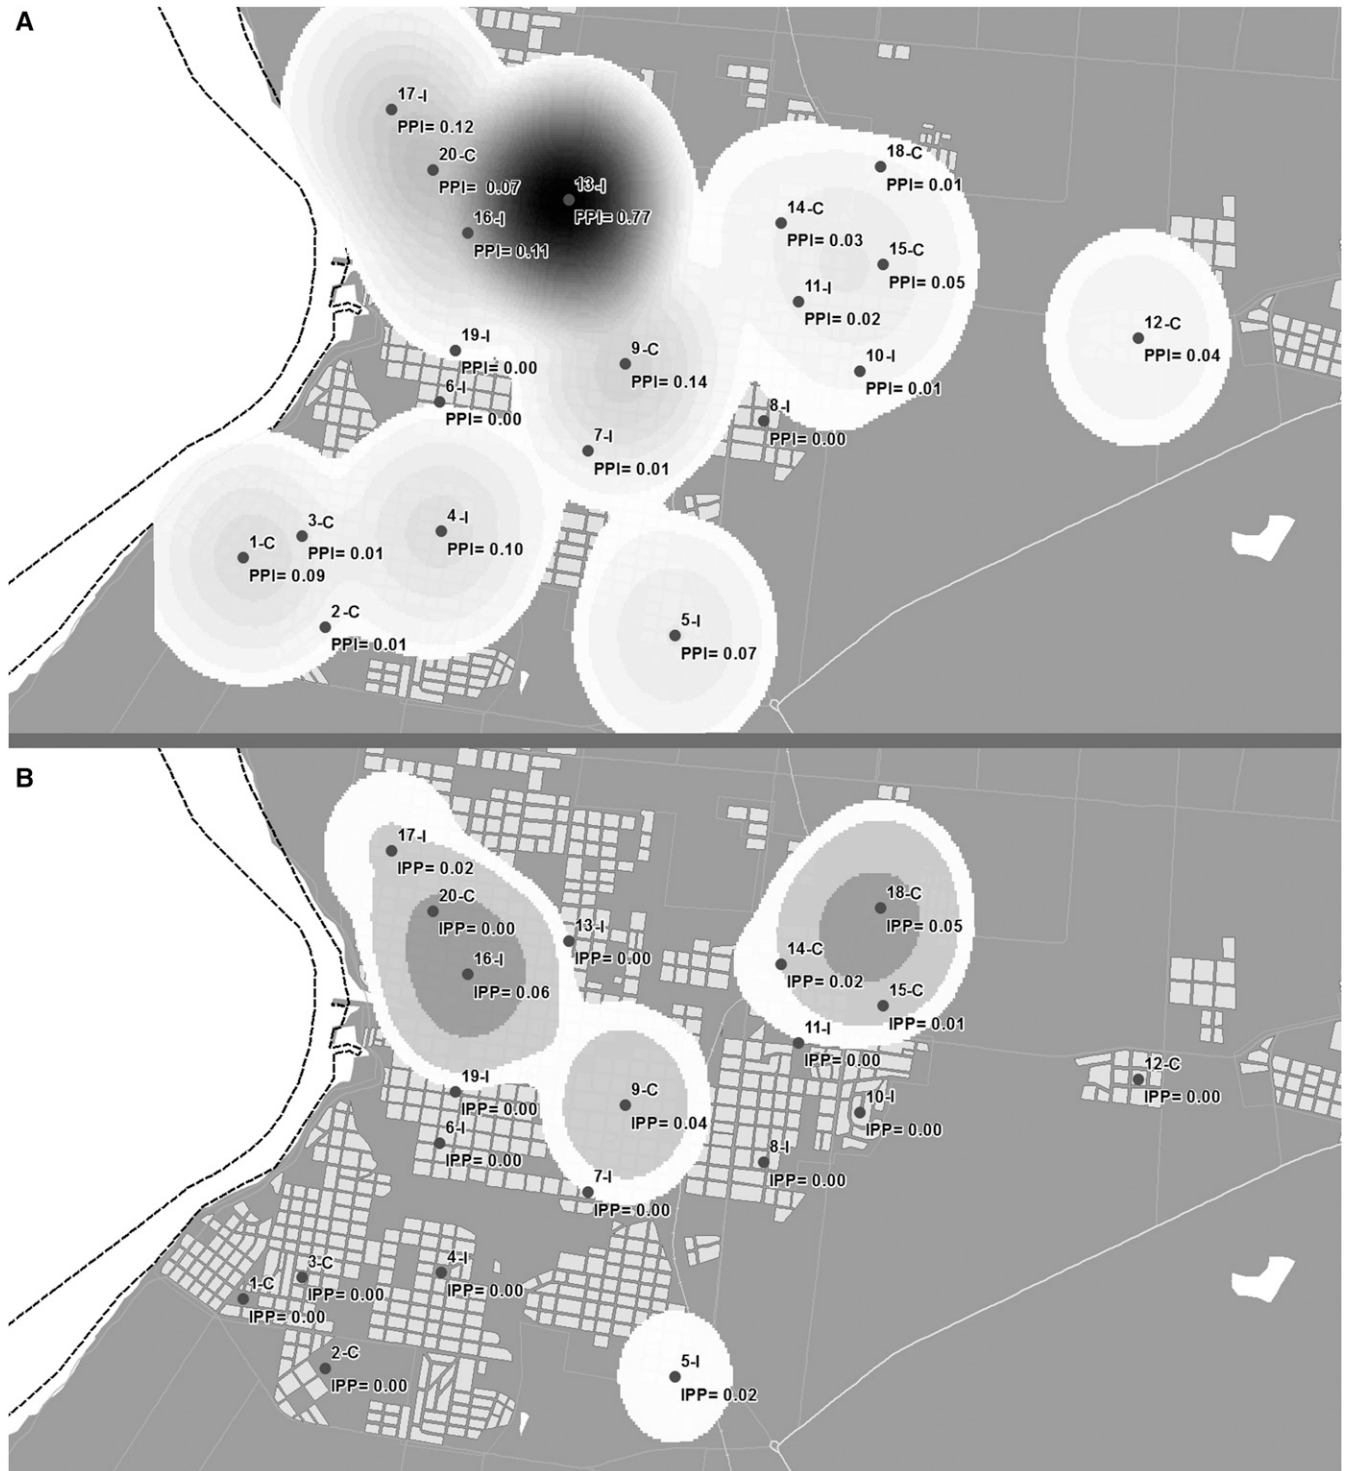 A
17-I
PPI= 0.12
20-C
PPI= 0.07
13-I
PPI= 0.77
16-I
PPI= 0.11
18-C
PPI= 0.01
14-C
PPI= 0.03
15-C
PPI= 0.05
11-I
PPI= 0.02
12-C
PPI= 0.04
19-I
PPI= 0.00
9-C
PPI= 0.14
10-I
PPI= 0.01
6-I
PPI= 0.00
8-I
PPI= 0.00
7-I
PPI= 0.01
4-I
PPI= 0.10
3-C
PPI= 0.01
1-C
PPI= 0.09
2-C
PPI= 0.01
5-I
PPI= 0.07
B
17-I
IPP= 0.02
20-C
IPP= 0.00
18-C
IPP= 0.05
13-I
IPP= 0.00
16-I
IPP= 0.06
14-C
IPP= 0.02
15-C
IPP= 0.01
11-I
IPP= 0.00
12-C
IPP= 0.00
19-I
IPP= 0.00
9-C
IPP= 0.04
10-I
IPP= 0.00
6-I
IPP= 0.00
8-I
IPP= 0.00
7-I
IPP= 0.00
4-I
IPP= 0.00
3-C
IPP= 0.00
1-C
IPP= 0.00
2-C
IPP= 0.00
5-I
IPP= 0.02